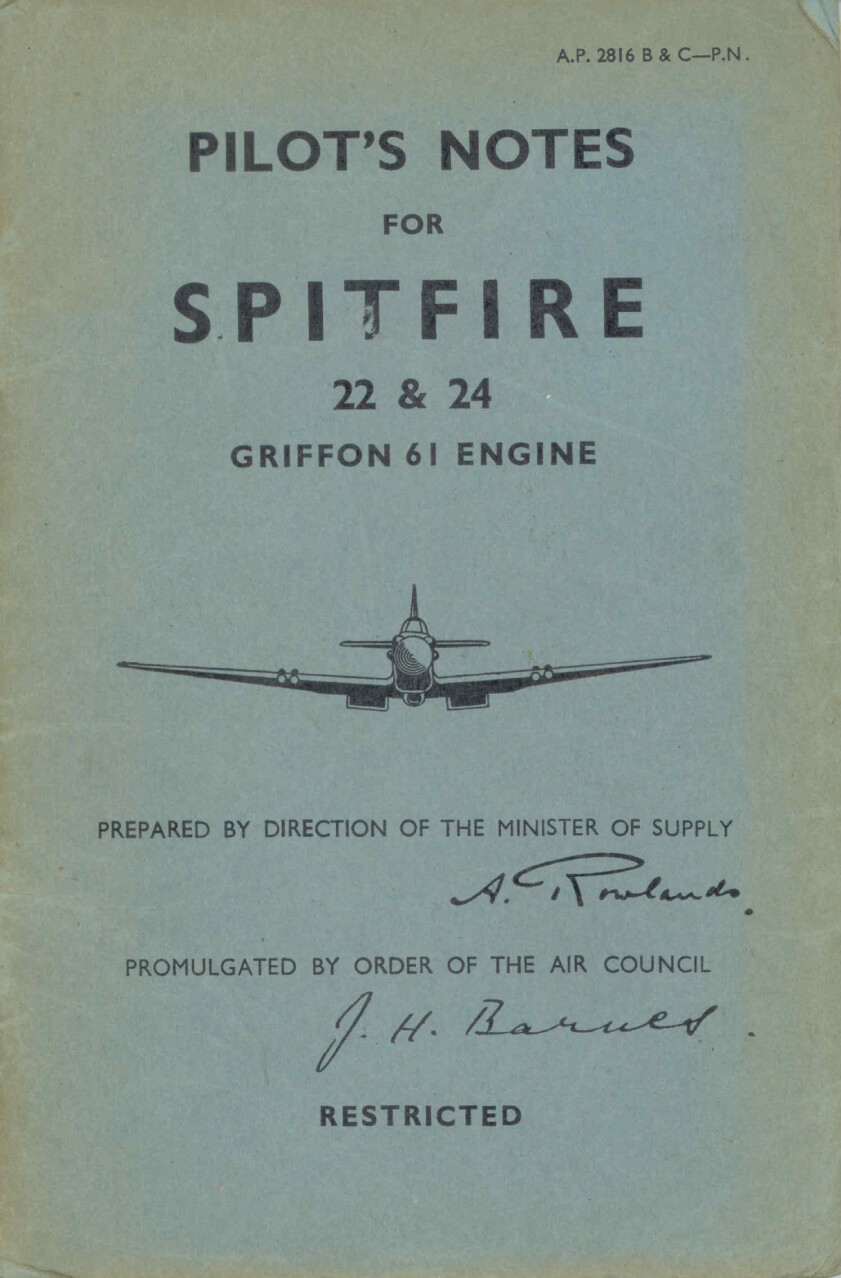 A.P. 2816 B & C—P.N.
PILOT'S NOTES
FOR
SPITFIRE
22 & 24
GRIFFON 61 ENGINE
PREPARED BY DIRECTION OF THE MINISTER OF SUPPLY
A. Rowlands.
PROMULGATED BY ORDER OF THE AIR COUNCIL
J. H. Barnes.
RESTRICTED